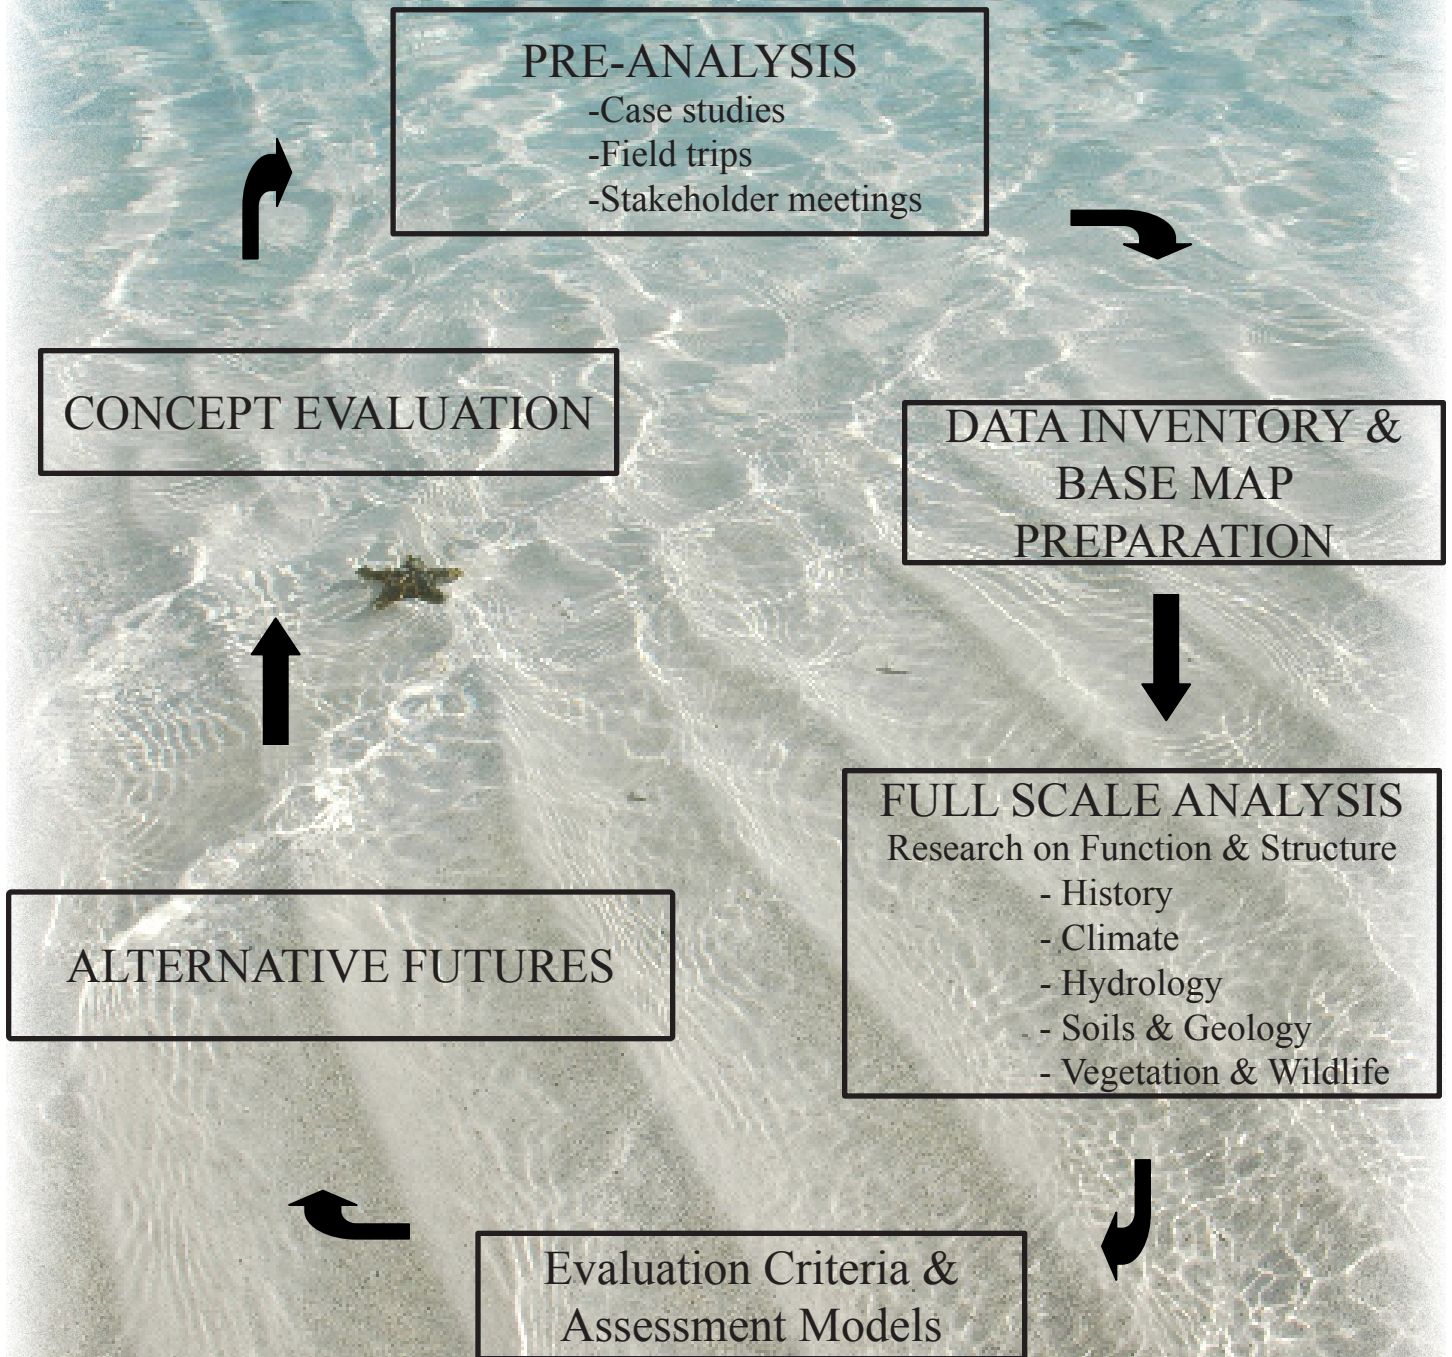 PRE-ANALYSIS
-Case studies
-Field trips
-Stakeholder meetings
CONCEPT EVALUATION
DATA INVENTORY &
BASE MAP
PREPARATION
FULL SCALE ANALYSIS
Research on Function & Structure
- History
- Climate
- Hydrology
- Soils & Geology
- Vegetation & Wildlife
ALTERNATIVE FUTURES
Evaluation Criteria &
Assessment Models